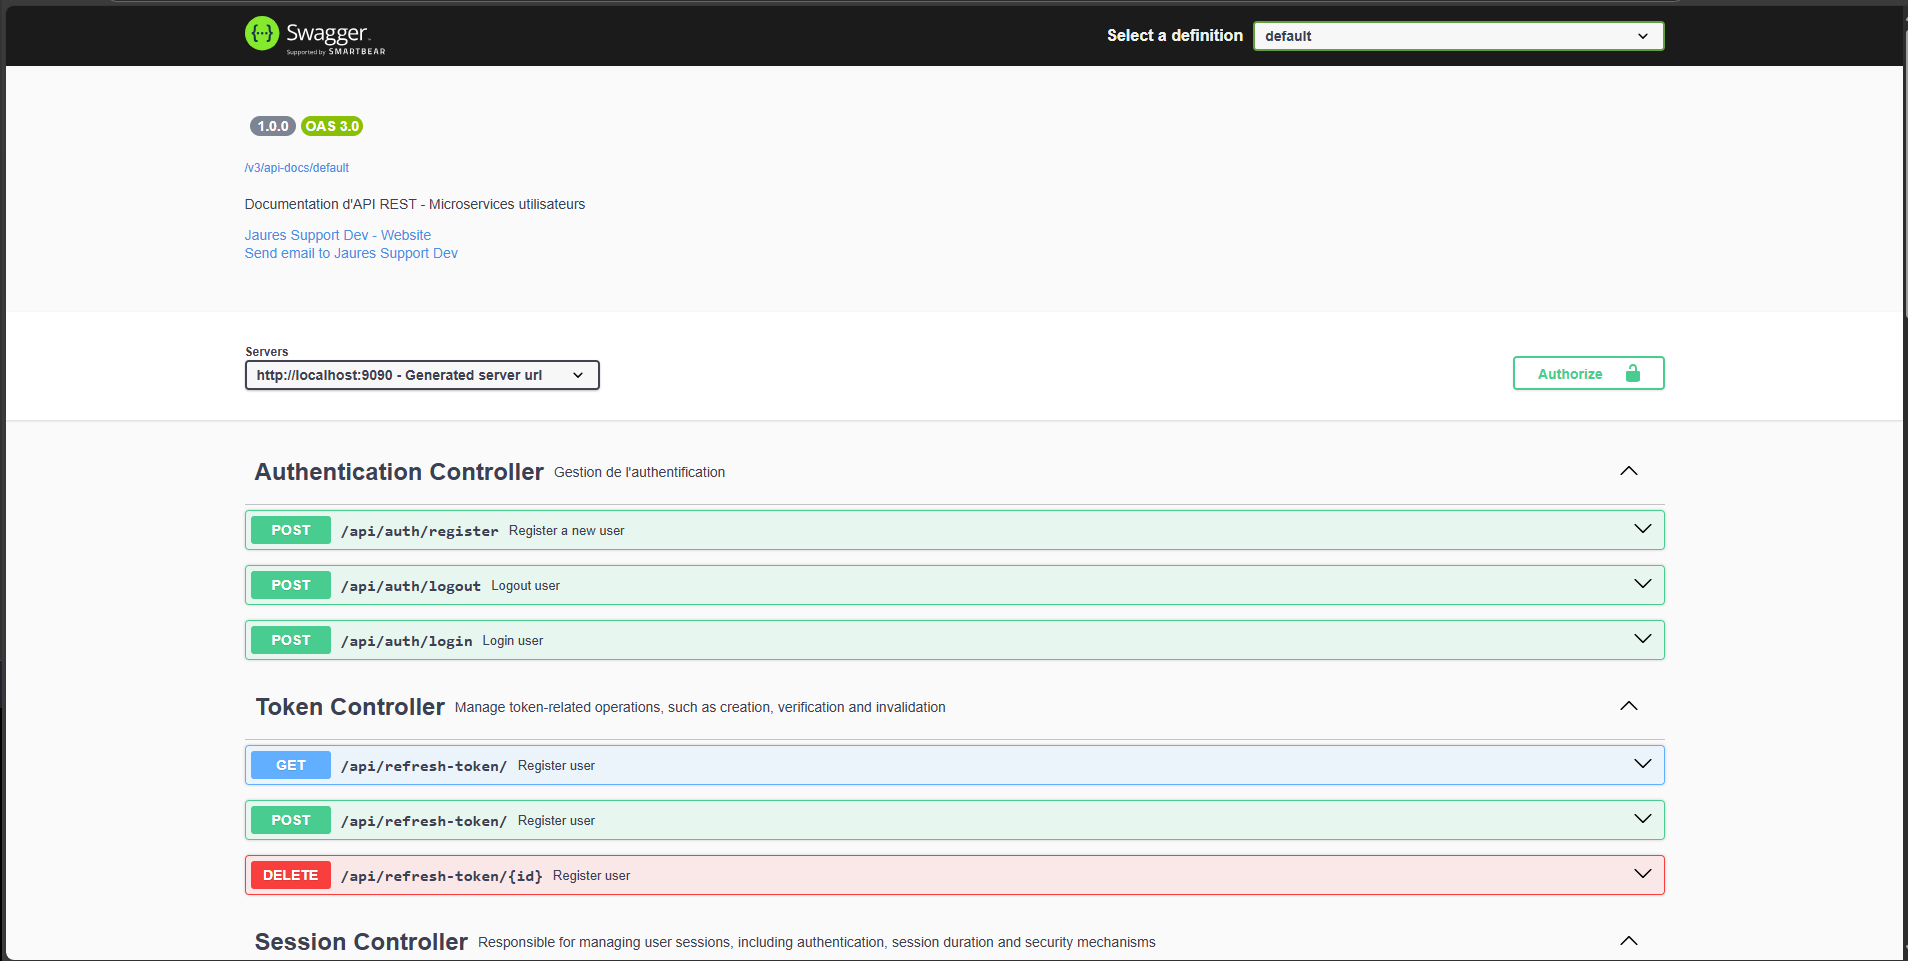 Swagger
Supported by SMARTBEAR
Select a definition
default
1.0.0 OAS 3.0
/v3/api-docs/default
Documentation d'API REST - Microservices utilisateurs
Jaures Support Dev - Website
Send email to Jaures Support Dev
Servers
http://localhost:9090 - Generated server url
Authorize
Authentication Controller Gestion de l'authentification
POST /api/auth/register Register a new user
POST /api/auth/logout Logout user
POST /api/auth/login Login user
Token Controller Manage token-related operations, such as creation, verification and invalidation
GET /api/refresh-token/ Register user
POST /api/refresh-token/ Register user
DELETE /api/refresh-token/{id} Register user
Session Controller Responsible for managing user sessions, including authentication, session duration and security mechanisms